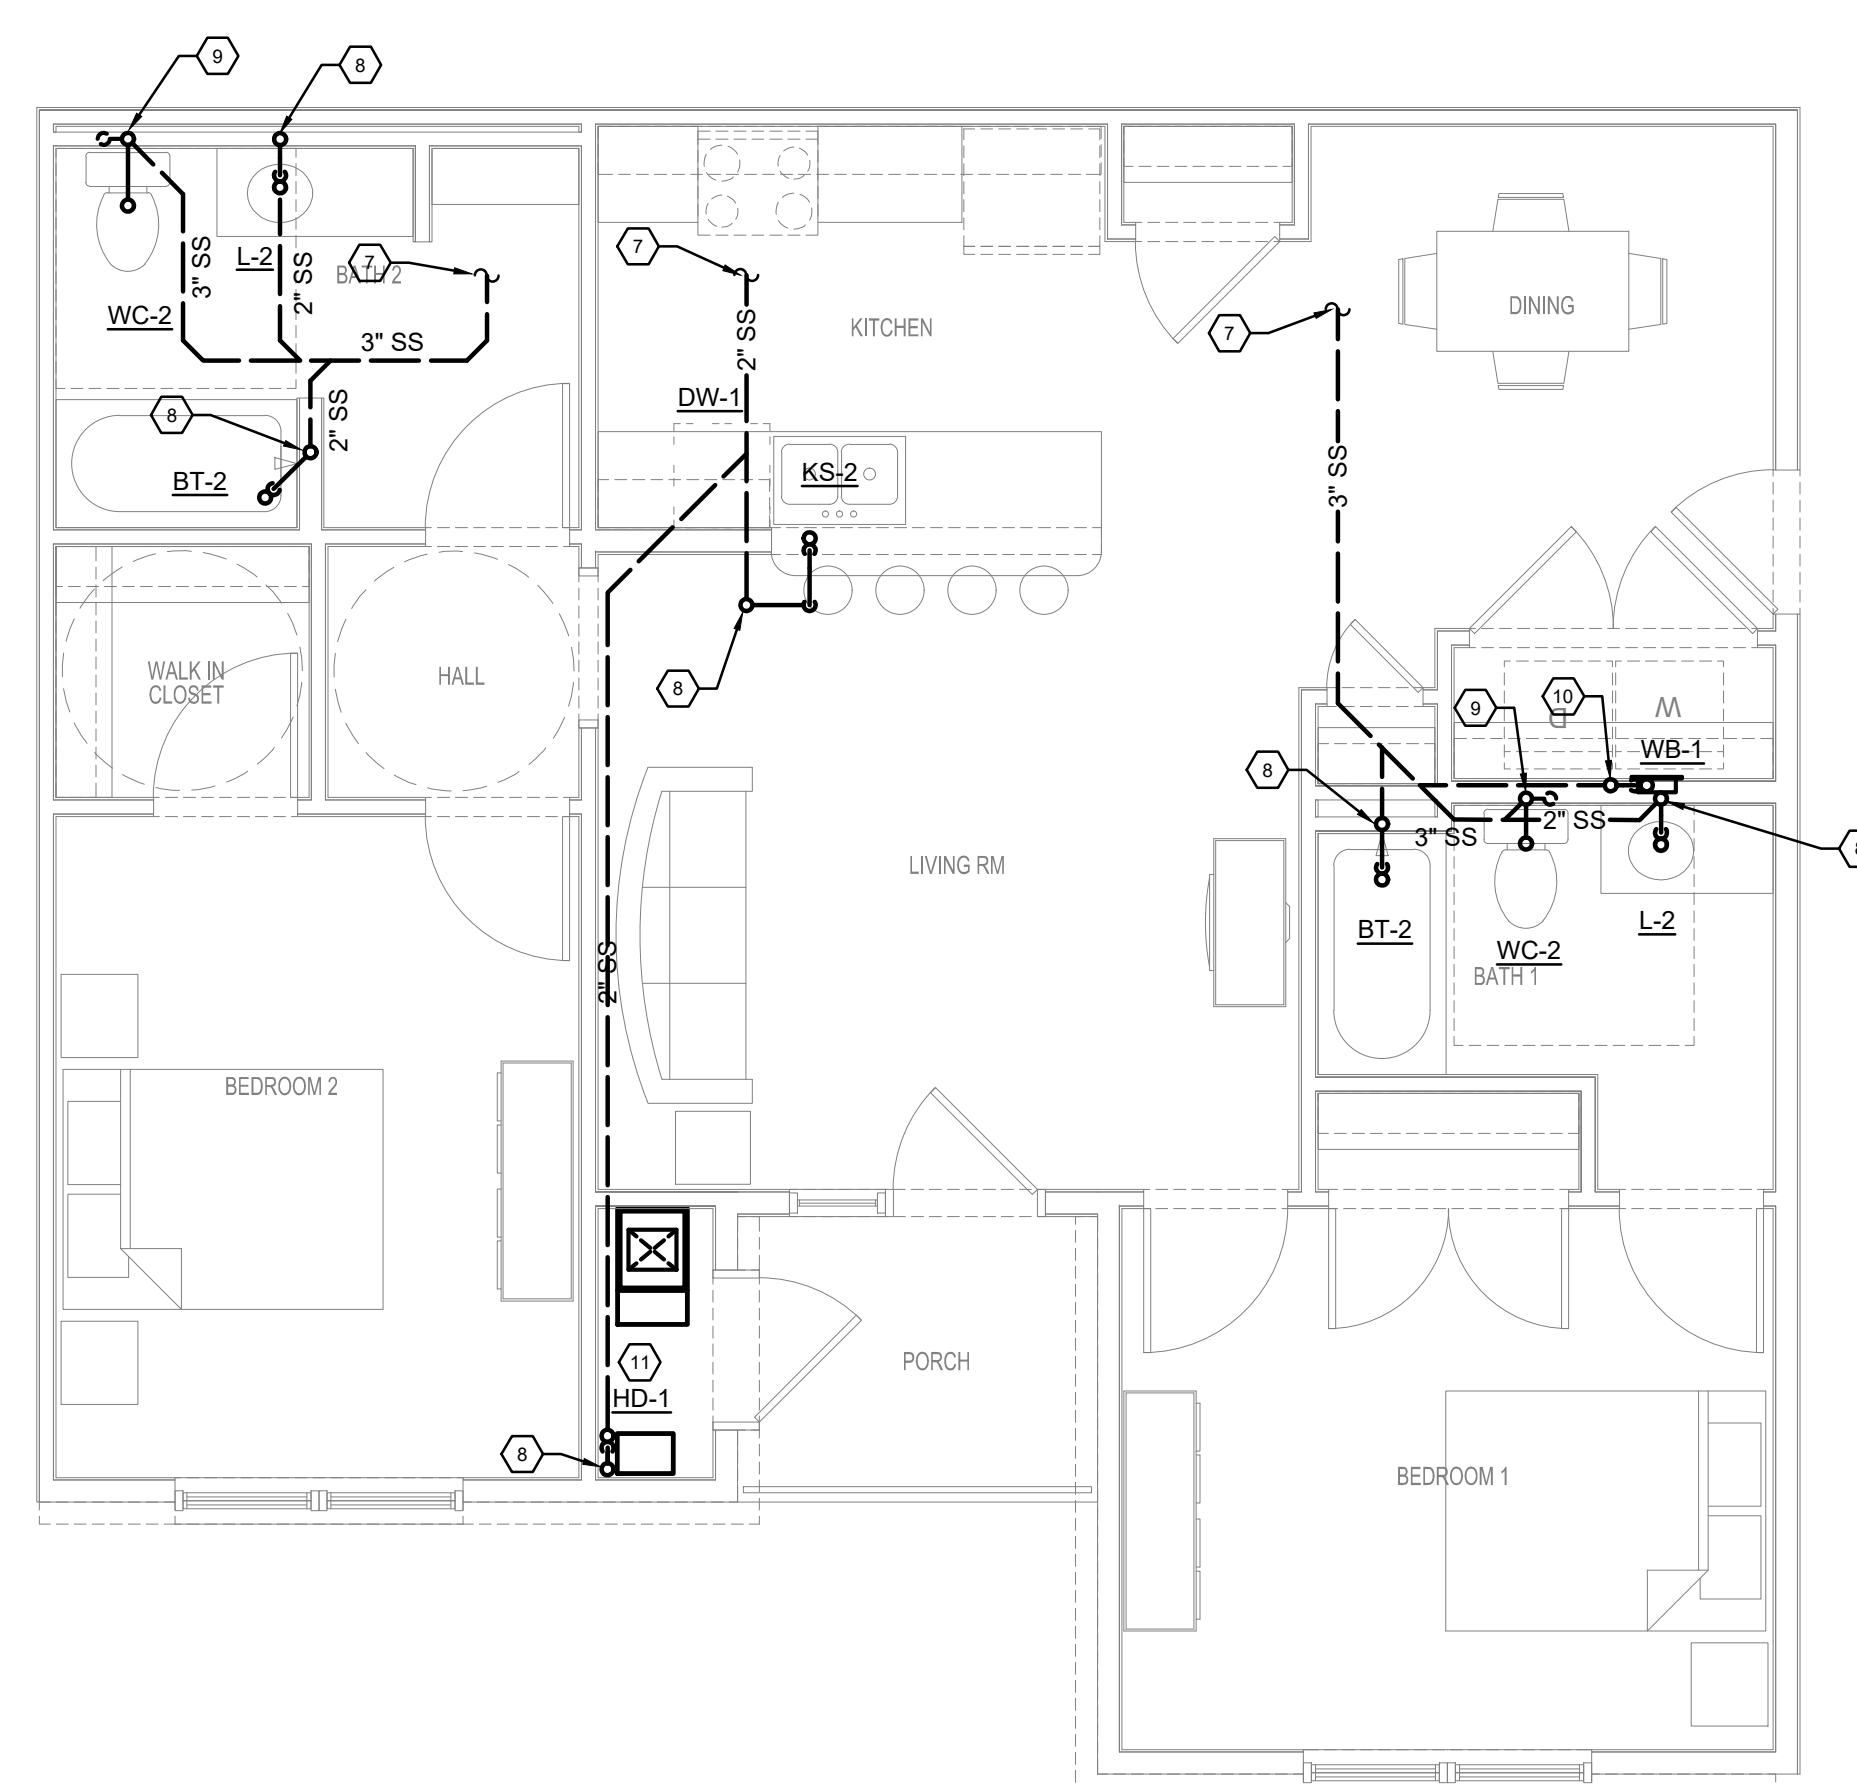 9
8
3" SS
L-2
2" SS
7
BATH 2
WC-2
3" SS
8
2" SS
BT-2
7
2" SS
KITCHEN
DW-1
KS-2
7
DINING
3" SS
WALK IN
CLOSET
HALL
8
9
10
D
W
WB-1
8
3" SS
2" SS
8
LIVING RM
BT-2
WC-2
L-2
BATH 1
2" SS
BEDROOM 2
11
HD-1
8
PORCH
BEDROOM 1